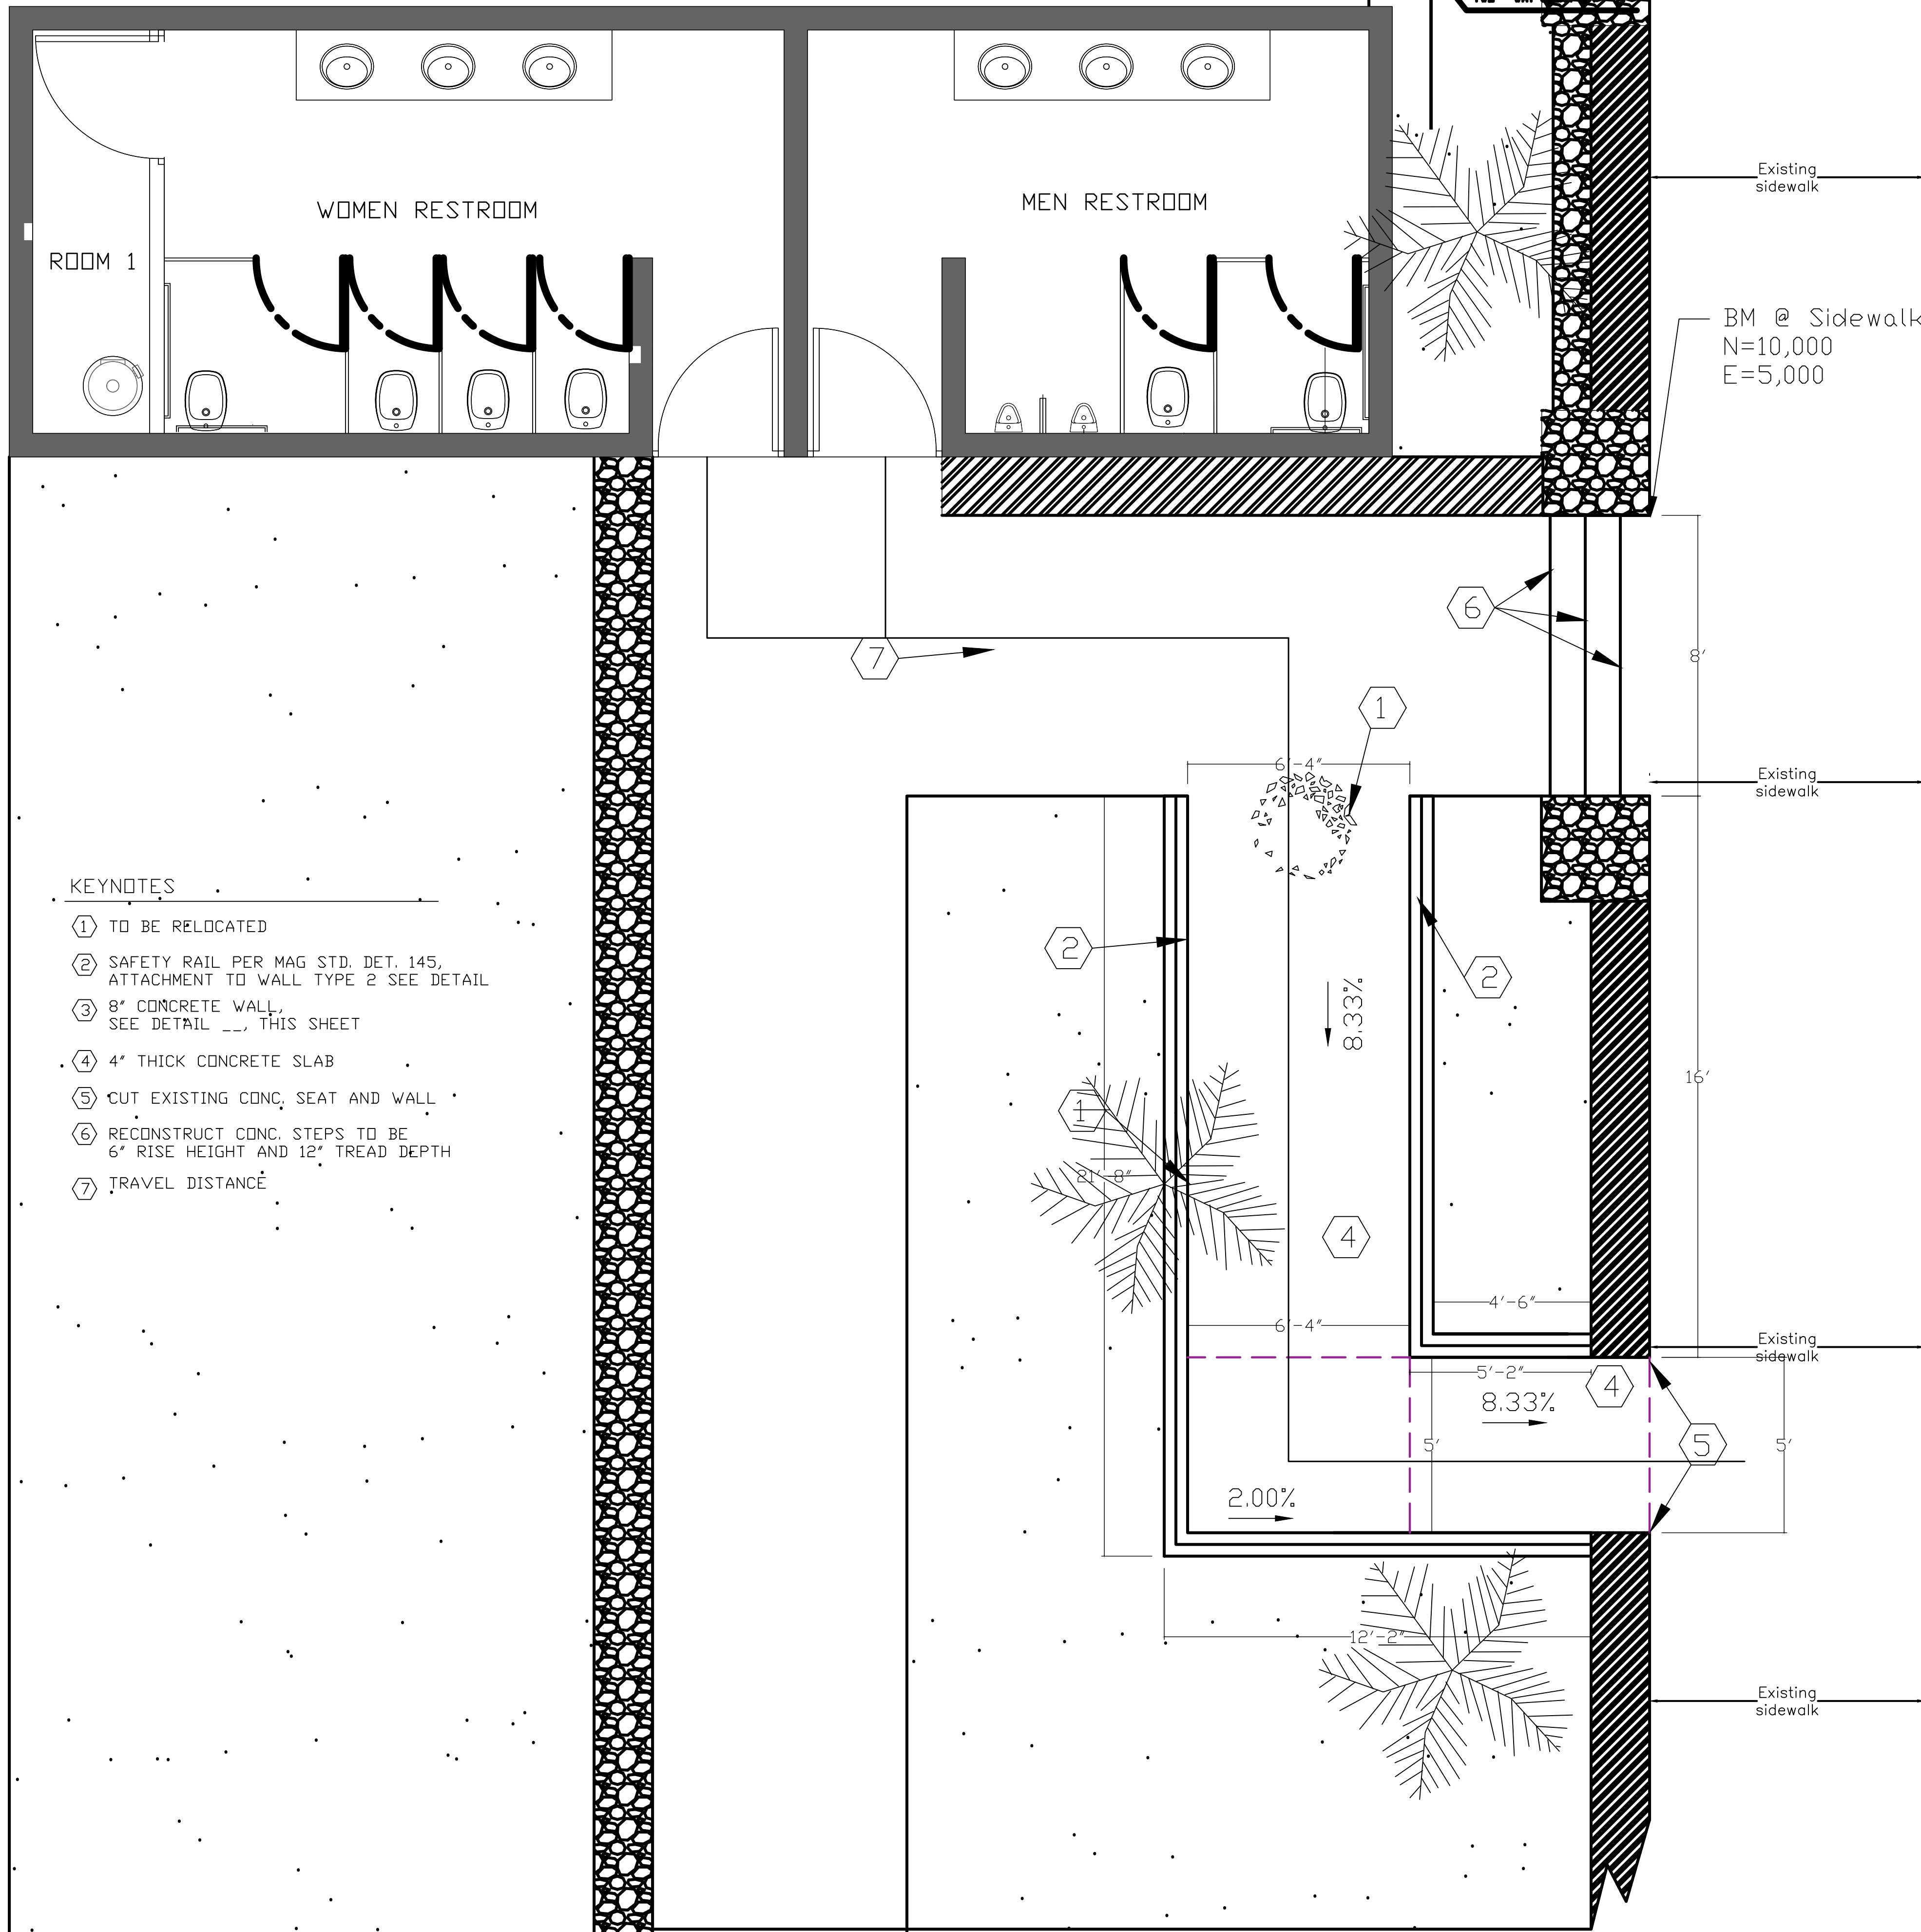 WOMEN RESTROOM
MEN RESTROOM
ROOM 1
Existing
sidewalk
BM @ Sidewalk
N=10,000
E=5,000
6
8'
7
1
6'-4"
Existing
sidewalk
KEYNOTES
1 TO BE RELOCATED
2 SAFETY RAIL PER MAG STD. DET. 145,
ATTACHMENT TO WALL TYPE 2 SEE DETAIL
3 8" CONCRETE WALL,
SEE DETAIL __, THIS SHEET
4 4" THICK CONCRETE SLAB
5 CUT EXISTING CONC. SEAT AND WALL
6 RECONSTRUCT CONC. STEPS TO BE
6" RISE HEIGHT AND 12" TREAD DEPTH
7 TRAVEL DISTANCE
2
2
8.33%
16'
1
21'-8"
4
4'-6"
6'-4"
Existing
sidewalk
5'-2"
4
8.33%
5'
5
5'
2.00%
12'-2"
Existing
sidewalk